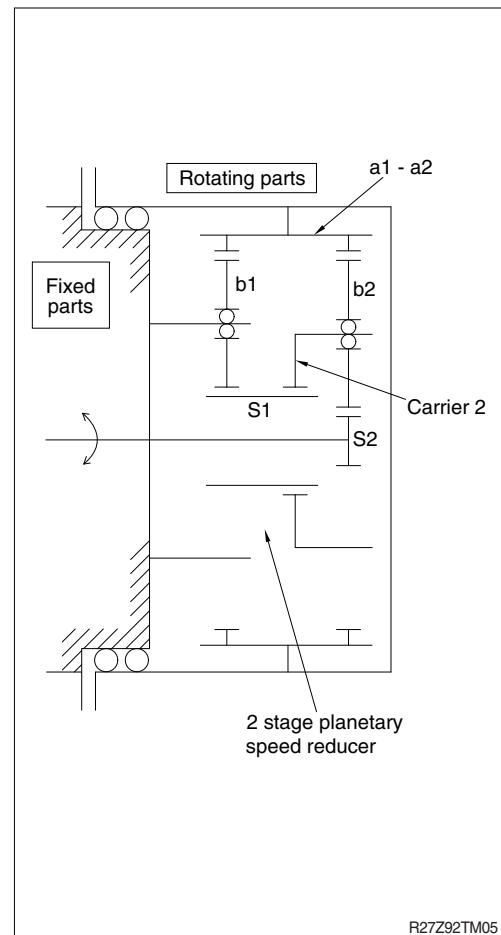 a1 - a2
Rotating parts
Fixed
parts
b1
b2
S1
Carrier 2
S2
2 stage planetary
speed reducer
R27Z92TM05